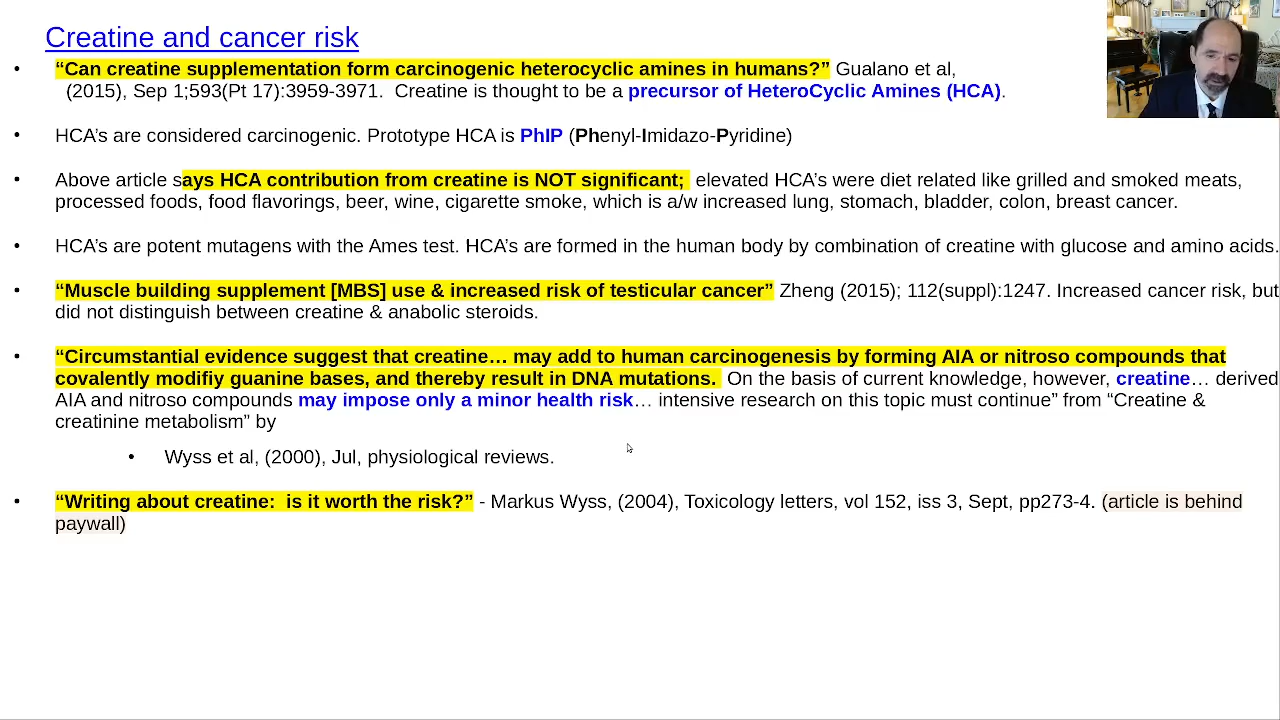 Creatine and cancer risk
• “Can creatine supplementation form carcinogenic heterocyclic amines in humans?” Gualano et al,
(2015), Sep 1;593(Pt 17):3959-3971. Creatine is thought to be a precursor of HeteroCyclic Amines (HCA).
• HCA’s are considered carcinogenic. Prototype HCA is PhIP (Phenyl-Imidazo-Pyridine)
• Above article says HCA contribution from creatine is NOT significant; elevated HCA’s were diet related like grilled and smoked meats,
processed foods, food flavorings, beer, wine, cigarette smoke, which is a/w increased lung, stomach, bladder, colon, breast cancer.
• HCA’s are potent mutagens with the Ames test. HCA’s are formed in the human body by combination of creatine with glucose and amino acids.
• “Muscle building supplement [MBS] use & increased risk of testicular cancer” Zheng (2015); 112(suppl):1247. Increased cancer risk, but
did not distinguish between creatine & anabolic steroids.
• “Circumstantial evidence suggest that creatine… may add to human carcinogenesis by forming AIA or nitroso compounds that
covalently modifiy guanine bases, and thereby result in DNA mutations. On the basis of current knowledge, however, creatine… derived
AIA and nitroso compounds may impose only a minor health risk… intensive research on this topic must continue” from “Creatine &
creatinine metabolism” by
• Wyss et al, (2000), Jul, physiological reviews.
• “Writing about creatine: is it worth the risk?” - Markus Wyss, (2004), Toxicology letters, vol 152, iss 3, Sept, pp273-4. (article is behind
paywall)